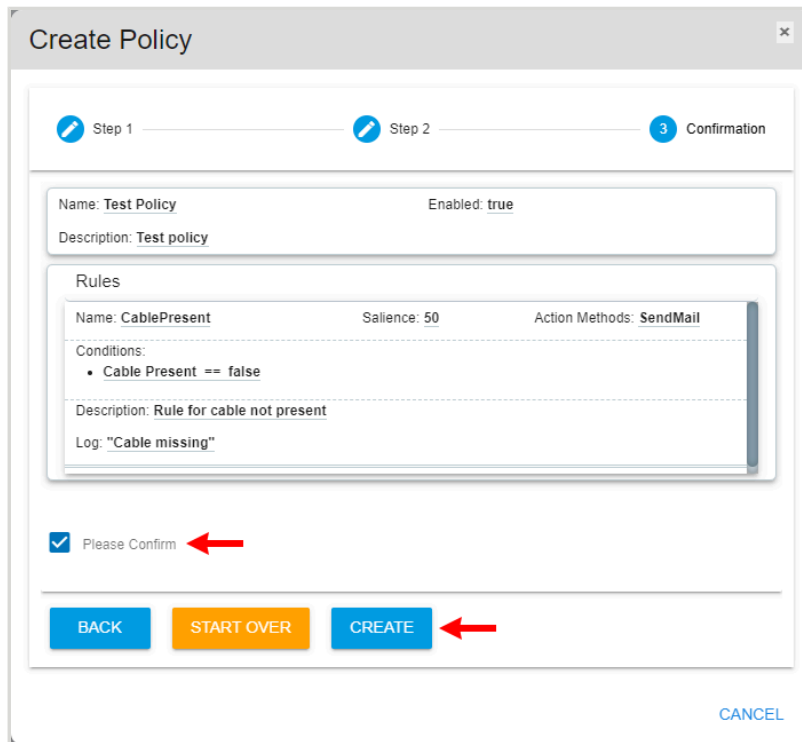 Create Policy ×
Step 1 Step 2 3 Confirmation
Name: Test Policy Enabled: true
Description: Test policy
Rules
Name: CablePresent Salience: 50 Action Methods: SendMail
Conditions:
• Cable Present == false
Description: Rule for cable not present
Log: "Cable missing"
Please Confirm
BACK START OVER CREATE
CANCEL